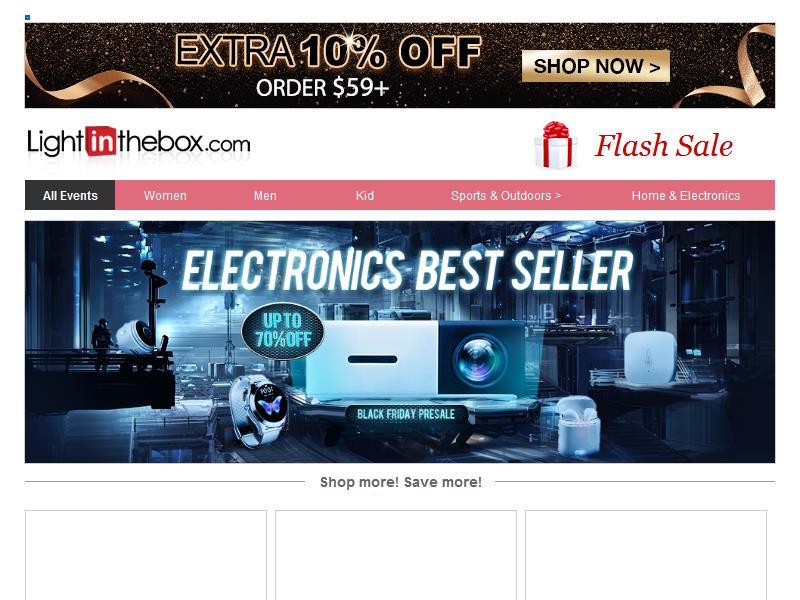 EXTRA 10% OFF
ORDER $59+
SHOP NOW >
Lightinthebox.com
Flash Sale
All Events
Women
Men
Kid
Sports & Outdoors >
Home & Electronics
ELECTRONICS BEST SELLER
UP TO
70%OFF
BLACK FRIDAY PRESALE
Shop more! Save more!